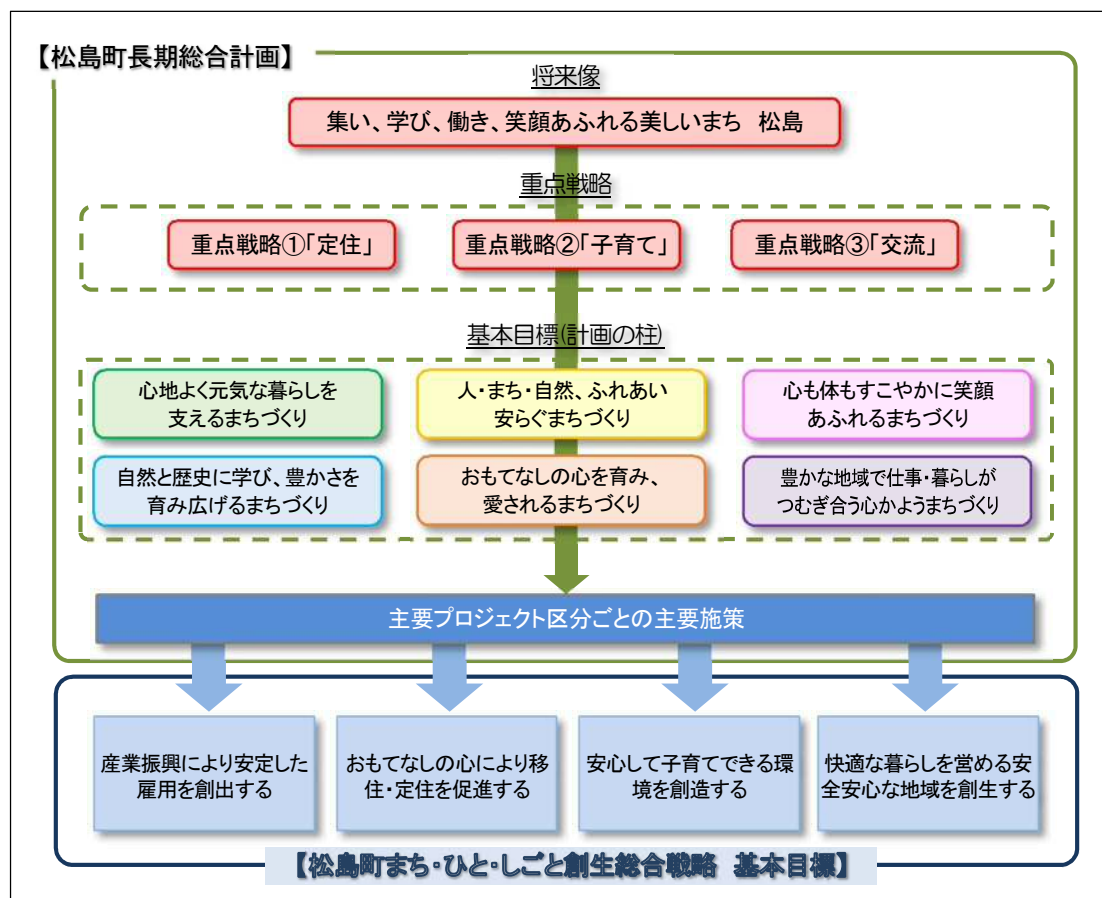 【松島町長期総合計画】
将来像
集い、学び、働き、笑顔あふれる美しいまち　松島
重点戦略
重点戦略①「定住」
重点戦略②「子育て」
重点戦略③「交流」
基本目標(計画の柱)
心地よく元気な暮らしを
支えるまちづくり
人・まち・自然、ふれあい
安らぐまちづくり
心も体もすこやかに笑顔
あふれるまちづくり
自然と歴史に学び、豊かさを
育み広げるまちづくり
おもてなしの心を育み、
愛されるまちづくり
豊かな地域で仕事・暮らしが
つむぎ合う心かようまちづくり
主要プロジェクト区分ごとの主要施策
産業振興により安定した
雇用を創出する
おもてなしの心により移
住・定住を促進する
安心して子育てできる環
境を創造する
快適な暮らしを営める安
全安心な地域を創生する
【松島町まち・ひと・しごと創生総合戦略　基本目標】